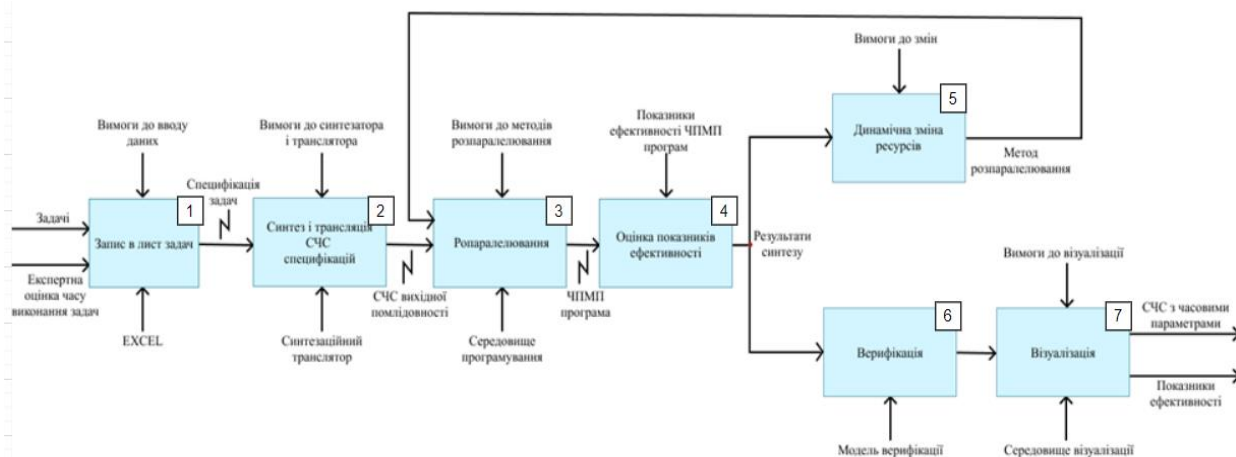 Вимоги до змін
5
Динамічна зміна
ресурсів
Метод
розпаралелювання
Вимоги до вводу
даних
Вимоги до синтезатора
і транслятора
Вимоги до методів
розпаралелювання
Показники
ефективності ЧПМП
програм
Специфікація
задач
Задачі
1
Запис в лист задач
2
Синтез і трансляція
СЧС
специфікацій
3
Ропаралелювання
4
Оцінка показників
ефективності
Результати
синтезу
Експертна
оцінка часу
виконання задач
EXCEL
Синтезаційний
транслятор
СЧС вихідної
помлідовності
Середовище
програмування
ЧПМП
програма
Вимоги до візуалізації
6
Верифікація
7
Візуалізація
СЧС з часовими
параметрами
Показники
ефективності
Модель верифікації
Середовище візуалізації